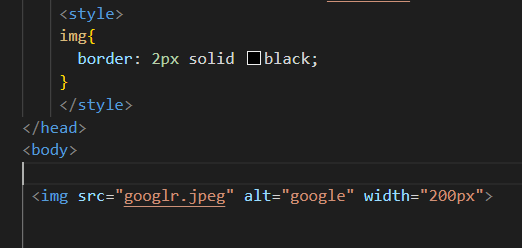 <style>
img{
border: 2px solid black;
}
</style>
</head>
<body>
<img src="googlr.jpeg" alt="google" width="200px">